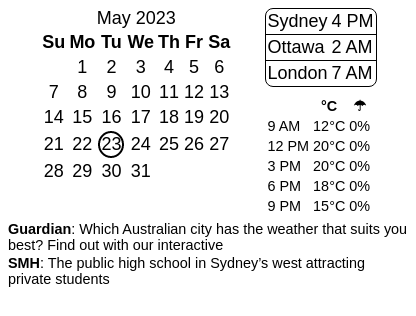 May 2023
Su Mo Tu We Th Fr Sa
1 2 3 4 5 6
7 8 9 10 11 12 13
14 15 16 17 18 19 20
21 22 23 24 25 26 27
28 29 30 31
Sydney 4 PM
Ottawa 2 AM
London 7 AM
°C ☂
9 AM 12°C 0%
12 PM 20°C 0%
3 PM 20°C 0%
6 PM 18°C 0%
9 PM 15°C 0%
Guardian: Which Australian city has the weather that suits you
best? Find out with our interactive
SMH: The public high school in Sydney’s west attracting
private students